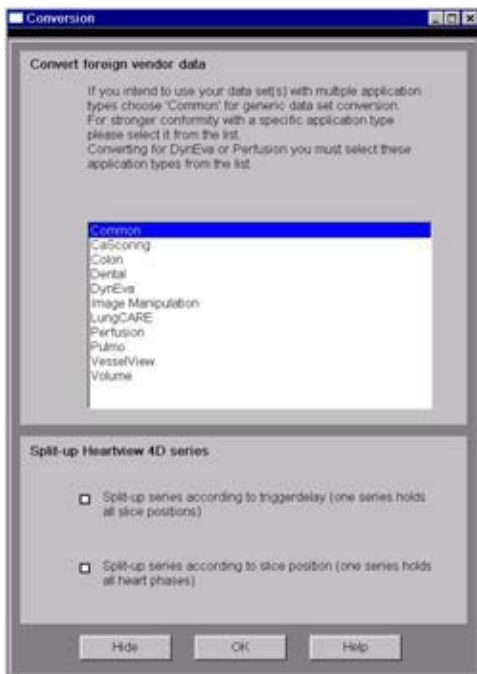 Conversion
Convert foreign vendor data
If you intend to use your data set(s) with multiple application
types choose 'Common' for generic data set conversion.
For stronger conformity with a specific application type
please select it from the list.
Converting for DynEva or Perfusion you must select these
application types from the list.
Common
CaScoring
Colon
Dental
DynEva
Image Manipulation
LungCARE
Perfusion
Pulmo
VesselView
Volume
Split-up Heartview 4D series
Split-up series according to triggerdelay (one series holds
all slice positions)
Split-up series according to slice position (one series holds
all heart phases)
Hide
OK
Help